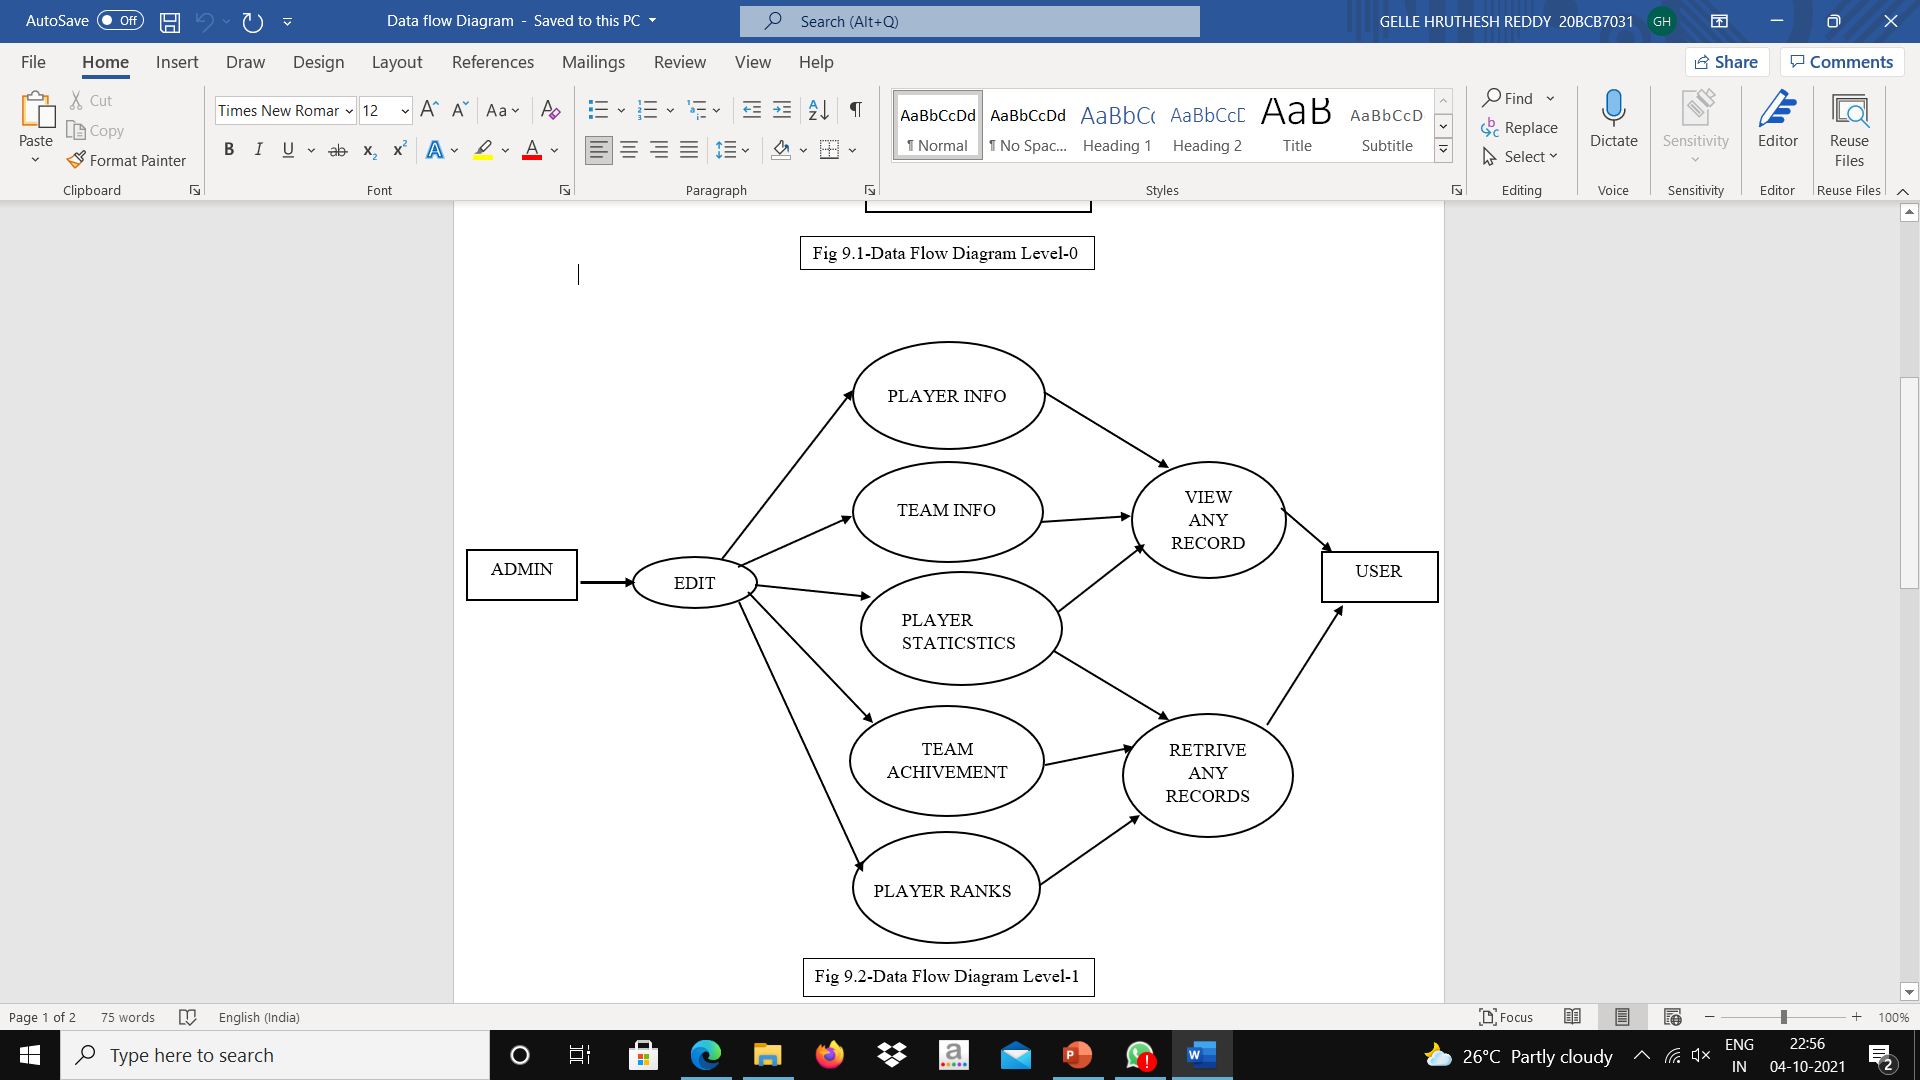 AutoSave Off Data flow Diagram - Saved to this PC Search (Alt+Q) GELLE HRUTHESH REDDY 20BCB7031 GH
File Home Insert Draw Design Layout References Mailings Review View Help Share Comments
Paste Cut Copy Format Painter
Clipboard
Times New Romar 12
Font
Paragraph
AaBbCcDd AaBbCcDd AaBbCc AaBbCcC AaB AaBbCcD
¶ Normal ¶ No Spac... Heading 1 Heading 2 Title Subtitle
Styles
Find
Replace
Select
Editing
Dictate
Voice
Sensitivity
Sensitivity
Editor
Editor
Reuse
Files
Reuse Files
Fig 9.1-Data Flow Diagram Level-0
PLAYER INFO
TEAM INFO
VIEW
ANY
RECORD
ADMIN
EDIT
USER
PLAYER
STATICSTICS
TEAM
ACHIVEMENT
RETRIVE
ANY
RECORDS
PLAYER RANKS
Fig 9.2-Data Flow Diagram Level-1
Page 1 of 2 75 words English (India) Focus 100%
Type here to search 26°C Partly cloudy ENG 22:56
IN 04-10-2021 2